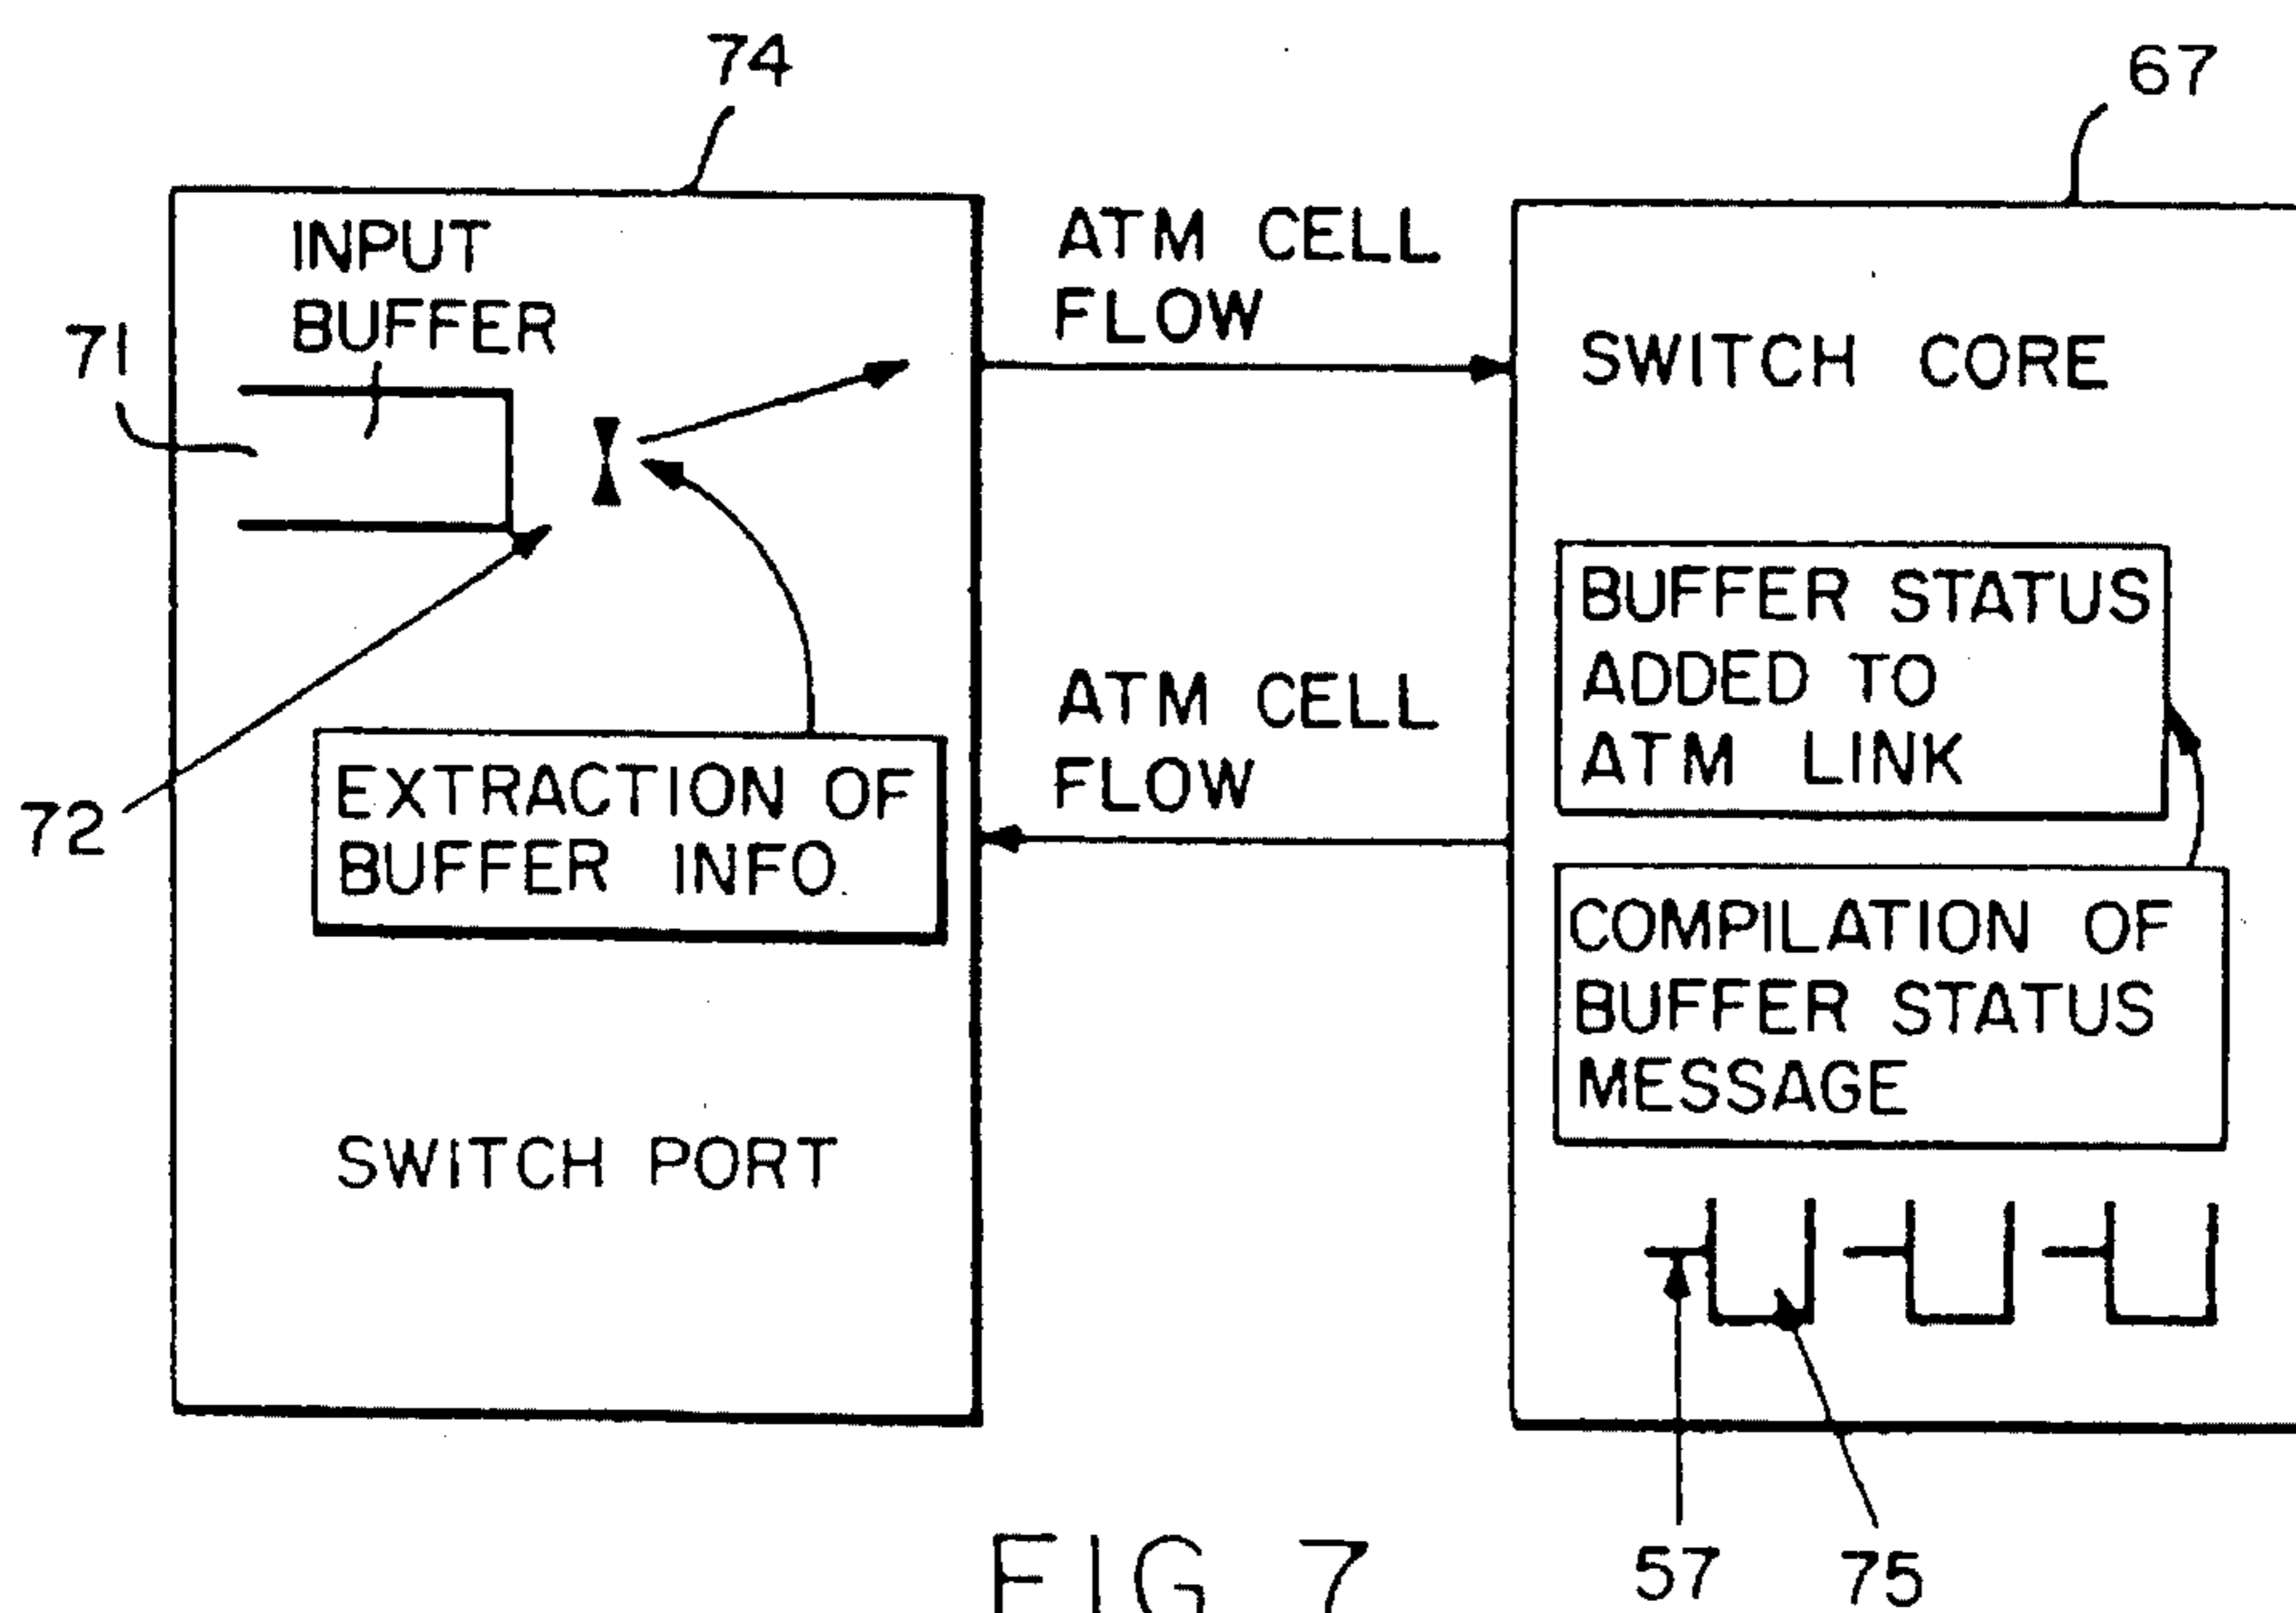 74
67
INPUT
BUFFER
71
72
EXTRACTION OF
BUFFER INFO.
SWITCH PORT
ATM CELL
FLOW
ATM CELL
FLOW
SWITCH CORE
BUFFER STATUS
ADDED TO
ATM LINK
COMPILATION OF
BUFFER STATUS
MESSAGE
57
75
FIG 7